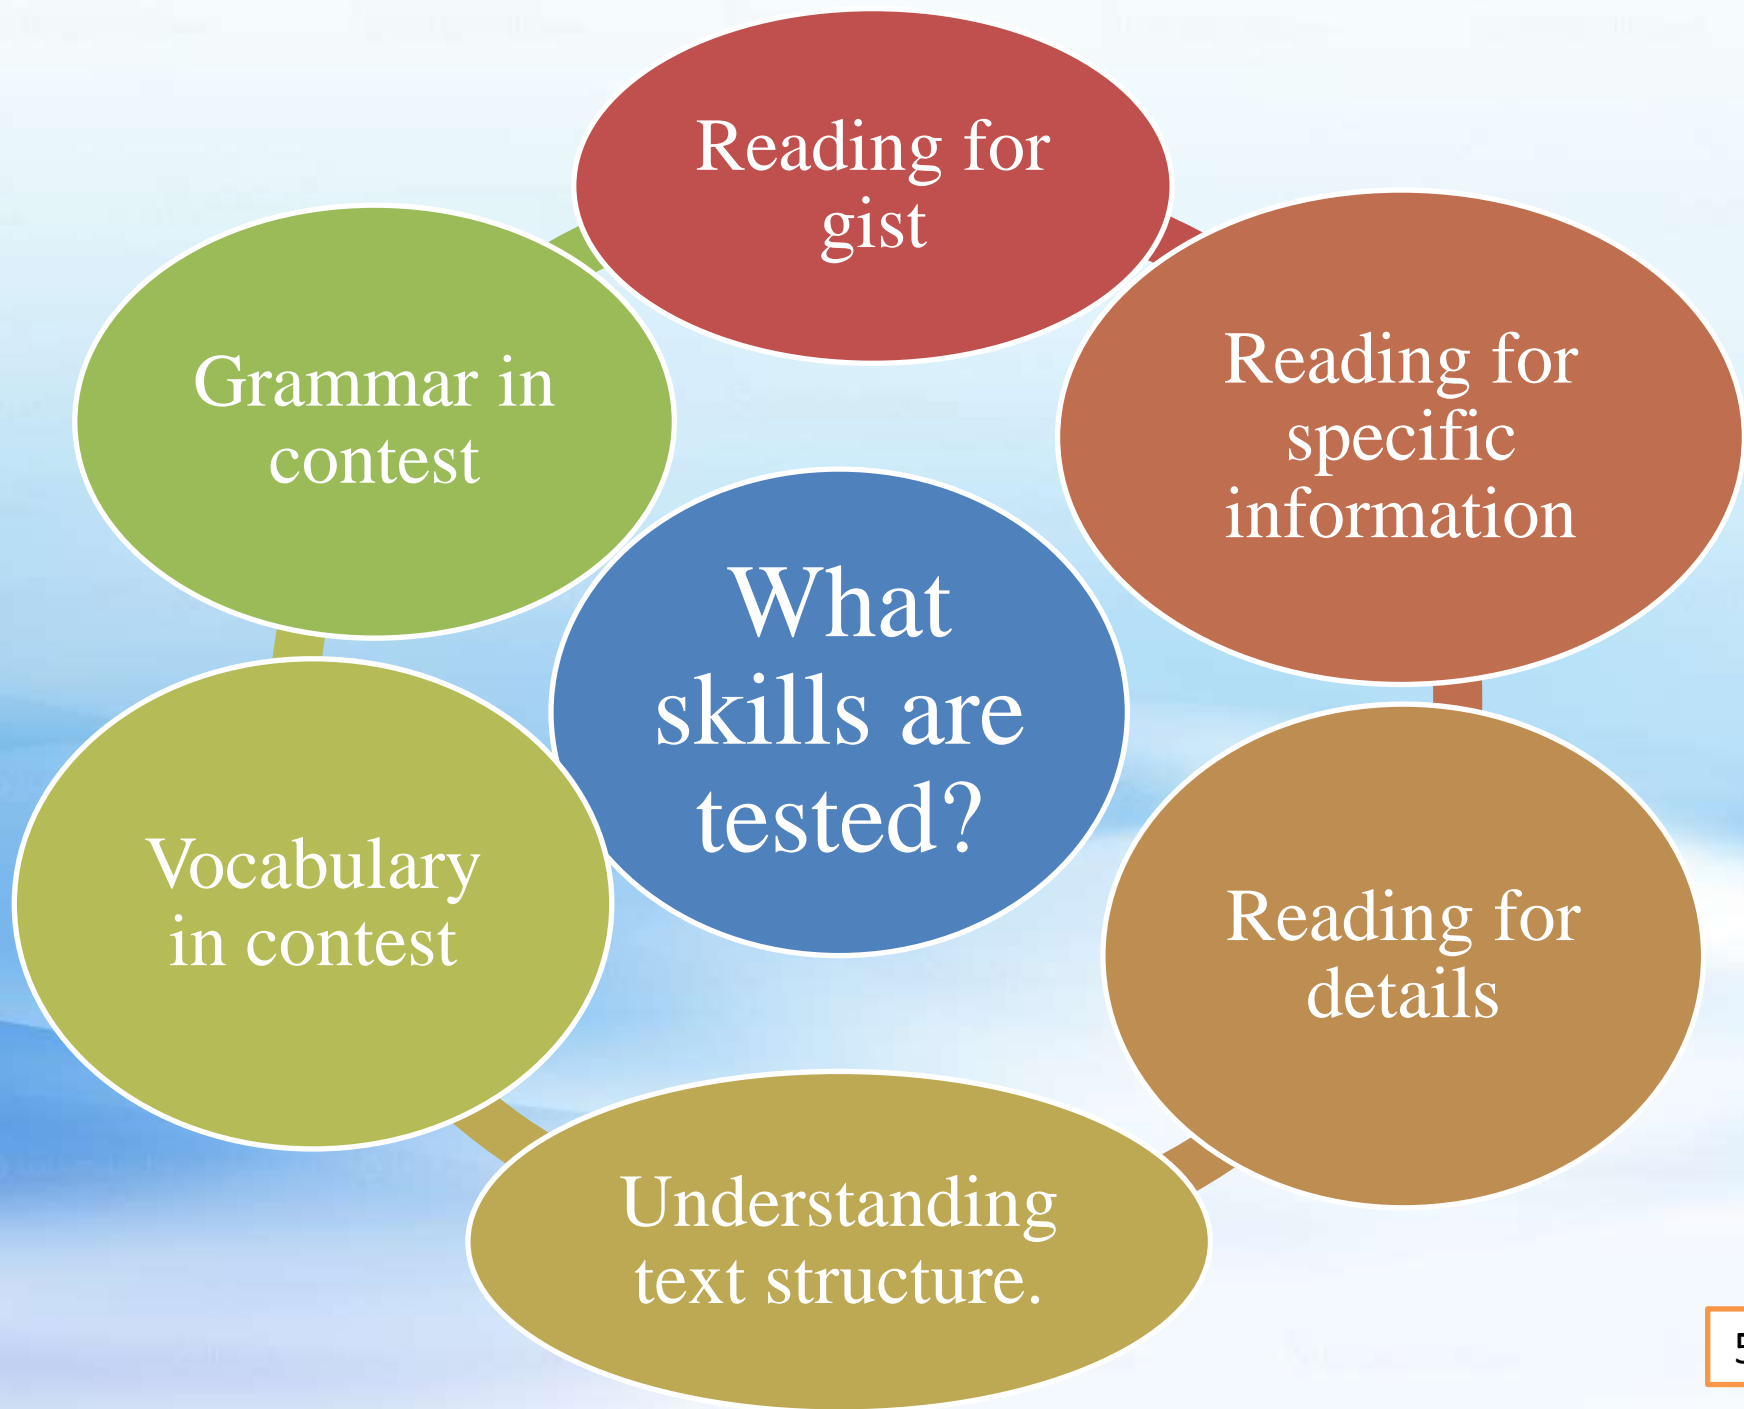 Reading for
gist
Reading for
specific
information
Reading for
details
Understanding
text structure.
Vocabulary
in contest
Grammar in
contest
What
skills are
tested?
5